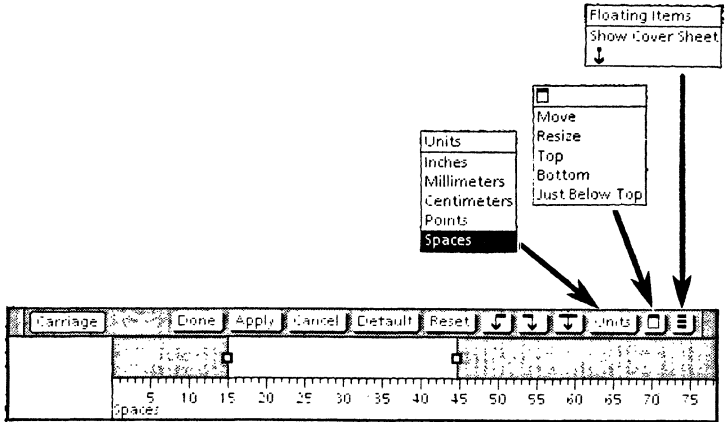 Floating Items
Show Cover Sheet
Move
Resize
Top
Bottom
Just Below Top
Units
Inches
Millimeters
Centimeters
Points
Spaces
Carriage Done Apply Cancel Default Reset Units
5 10 15 20 25 30 35 40 45 50 55 60 65 70 75
Spaces